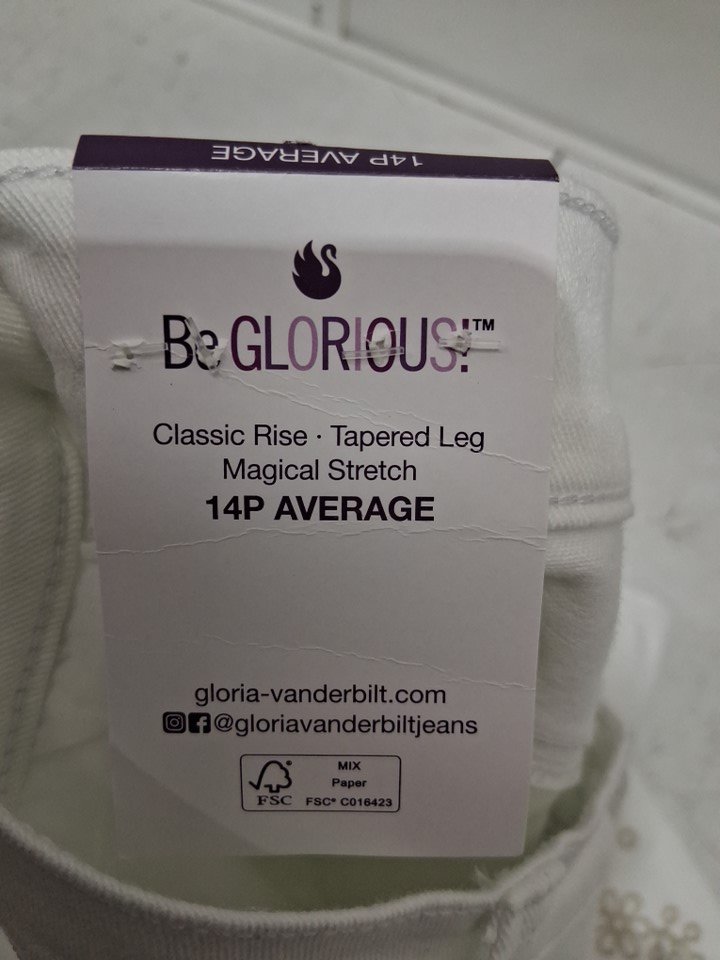 14P AVERAGE
Be GLORIOUS!™
Classic Rise · Tapered Leg
Magical Stretch
14P AVERAGE
gloria-vanderbilt.com
@gloriavanderbiltjeans
MIX
Paper
FSC® C016423
FSC